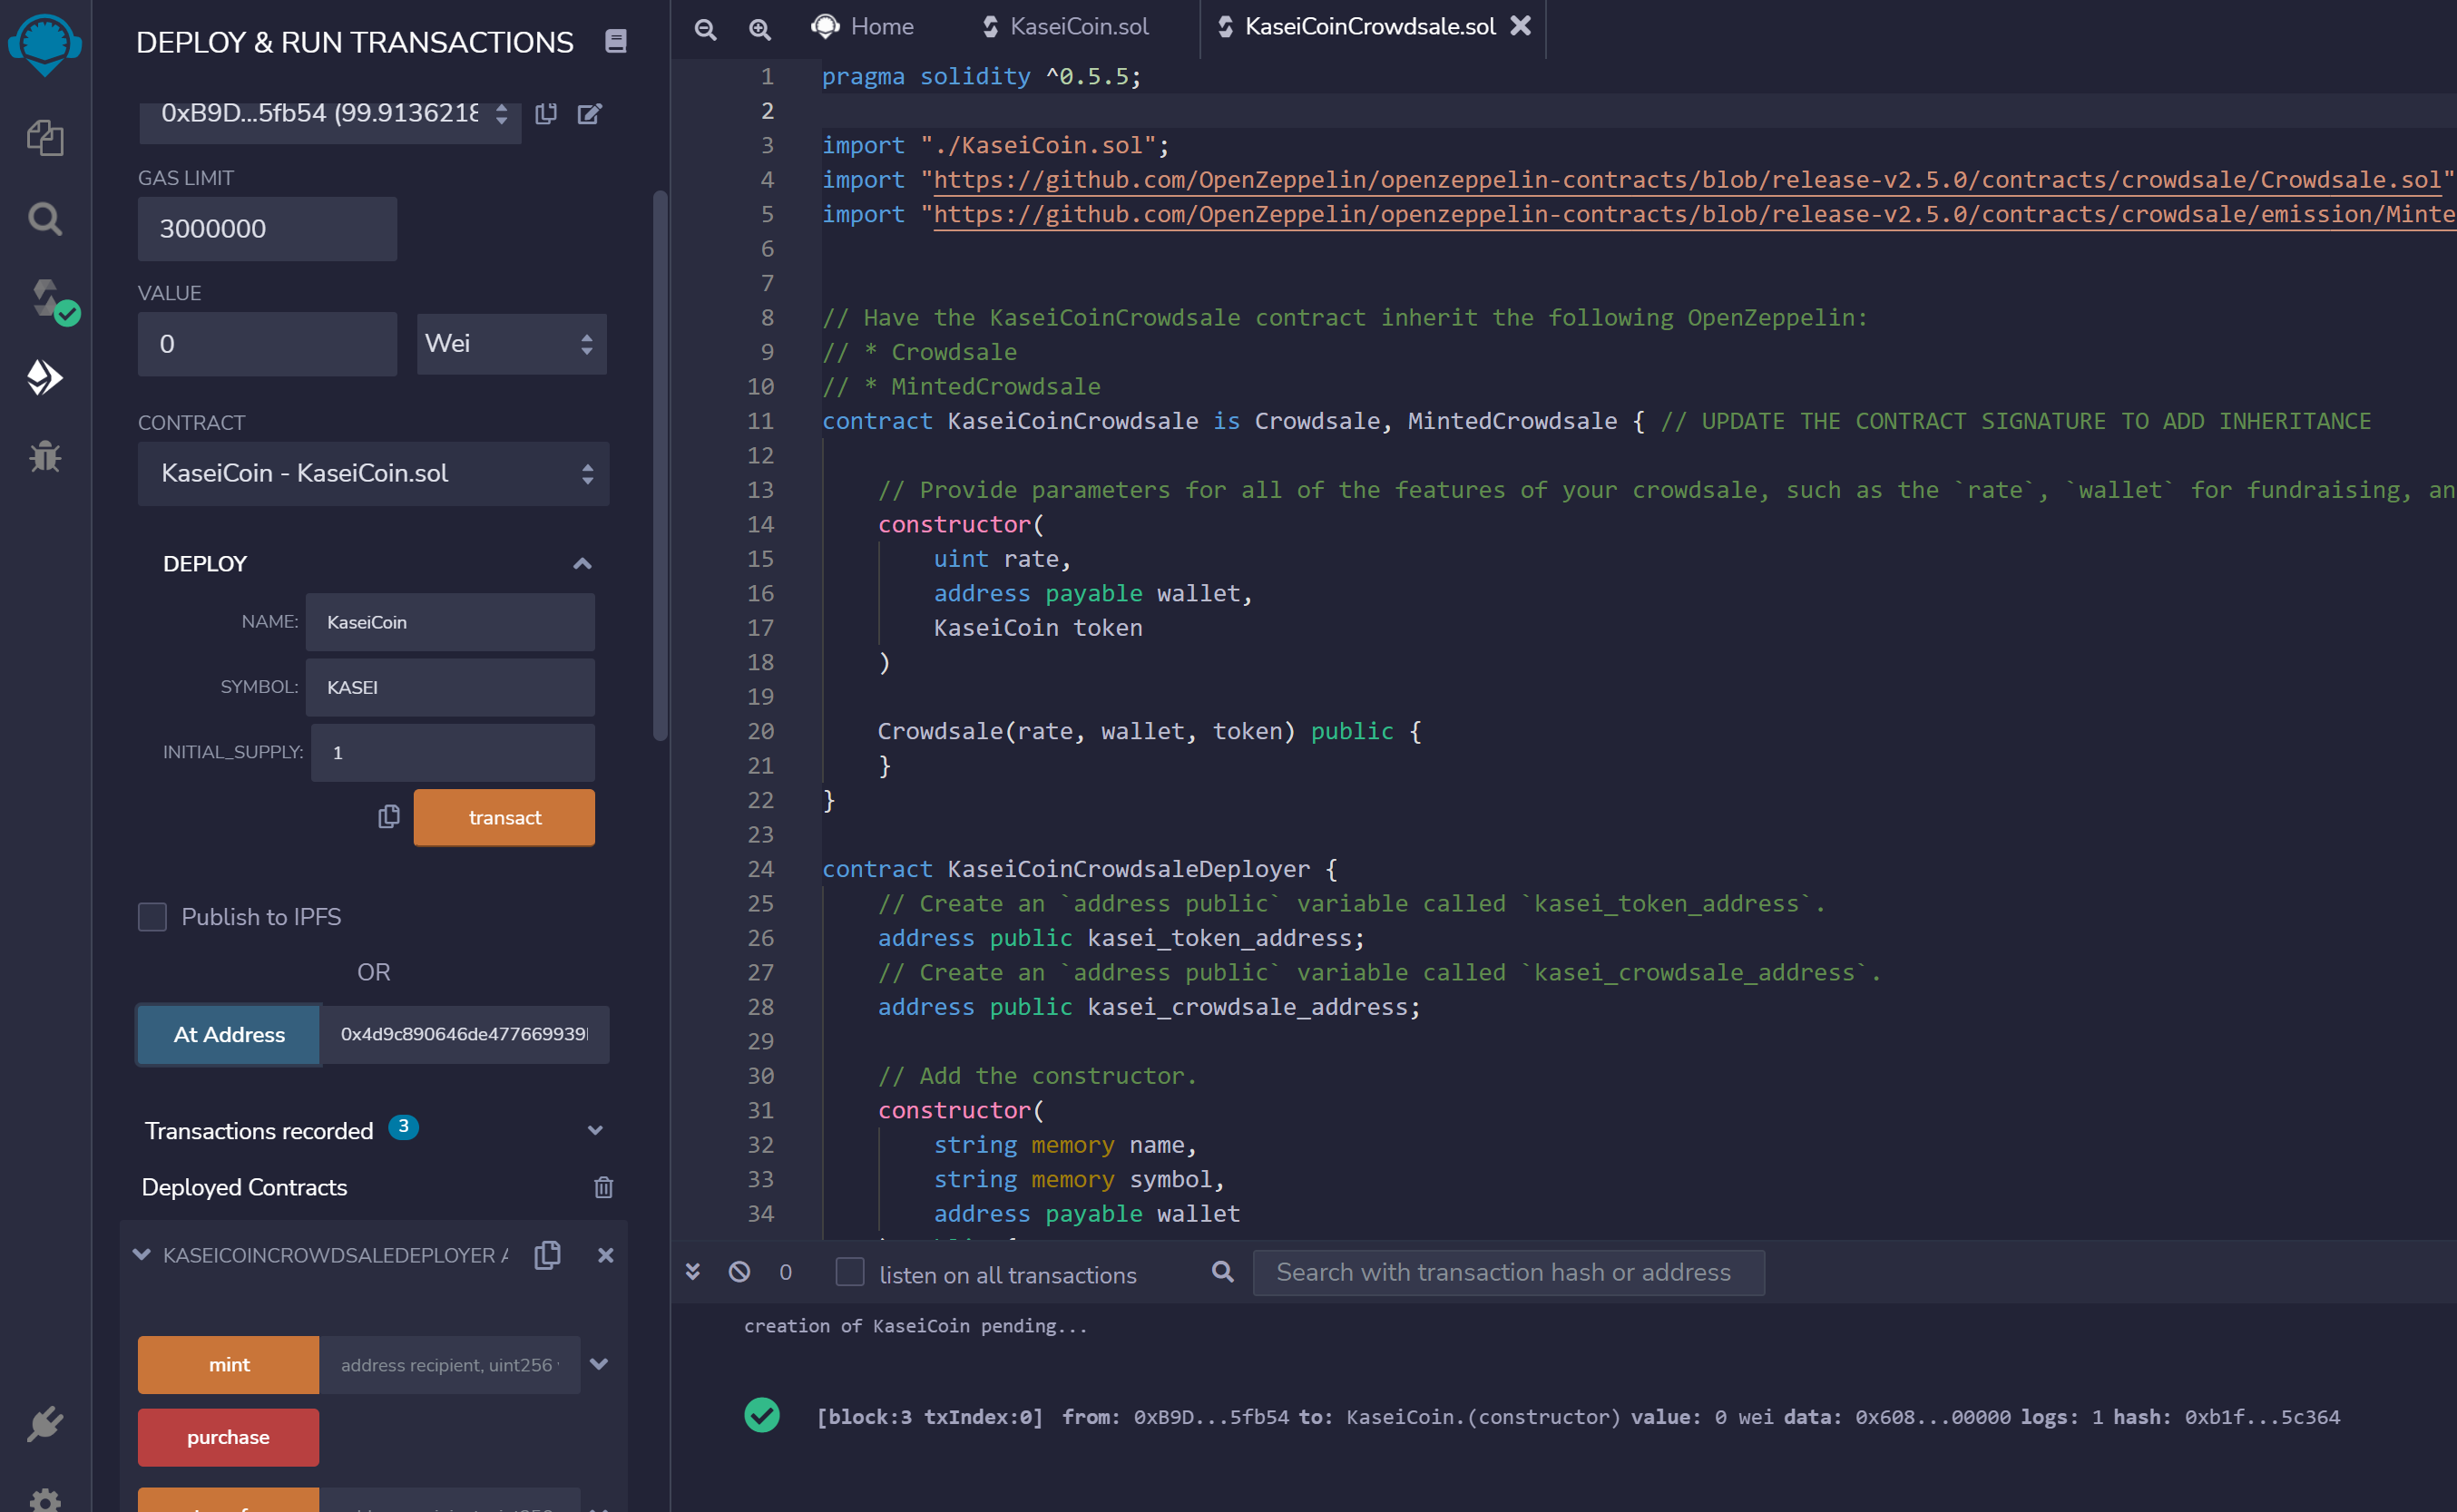 DEPLOY & RUN TRANSACTIONS
0xB9D...5fb54 (99.9136218
GAS LIMIT
3000000
VALUE
0
Wei
CONTRACT
KaseiCoin - KaseiCoin.sol
DEPLOY
NAME:
KaseiCoin
SYMBOL:
KASEI
INITIAL_SUPPLY:
1
transact
Publish to IPFS
OR
At Address
0x4d9c890646de477669939
Transactions recorded 3
Deployed Contracts
KASEICOINCROWDSALEDEPLOYER A
mint
address recipient, uint256
purchase
Home
KaseiCoin.sol
KaseiCoinCrowdsale.sol
1 pragma solidity ^0.5.5;
2
3 import "./KaseiCoin.sol";
4 import "https://github.com/OpenZeppelin/openzeppelin-contracts/blob/release-v2.5.0/contracts/crowdsale/Crowdsale.sol"
5 import "https://github.com/OpenZeppelin/openzeppelin-contracts/blob/release-v2.5.0/contracts/crowdsale/emission/Minte
6
7
8 // Have the KaseiCoinCrowdsale contract inherit the following OpenZeppelin:
9 // * Crowdsale
10 // * MintedCrowdsale
11 contract KaseiCoinCrowdsale is Crowdsale, MintedCrowdsale { // UPDATE THE CONTRACT SIGNATURE TO ADD INHERITANCE
12
13 // Provide parameters for all of the features of your crowdsale, such as the `rate`, `wallet` for fundraising, an
14 constructor(
15 uint rate,
16 address payable wallet,
17 KaseiCoin token
18 )
19
20 Crowdsale(rate, wallet, token) public {
21 }
22 }
23
24 contract KaseiCoinCrowdsaleDeployer {
25 // Create an `address public` variable called `kasei_token_address`.
26 address public kasei_token_address;
27 // Create an `address public` variable called `kasei_crowdsale_address`.
28 address public kasei_crowdsale_address;
29
30 // Add the constructor.
31 constructor(
32 string memory name,
33 string memory symbol,
34 address payable wallet
0
listen on all transactions
Search with transaction hash or address
creation of KaseiCoin pending...
[block:3 txIndex:0] from: 0xB9D...5fb54 to: KaseiCoin.(constructor) value: 0 wei data: 0x608...00000 logs: 1 hash: 0xb1f...5c364